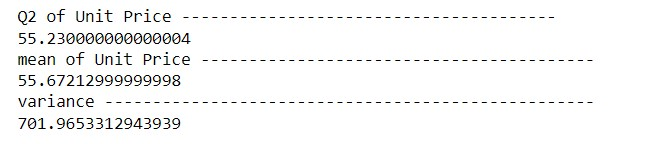 Q2 of Unit Price ---------------------------------------
55.230000000000004
mean of Unit Price -----------------------------------------
55.67212999999998
variance ---------------------------------------------------
701.9653312943939